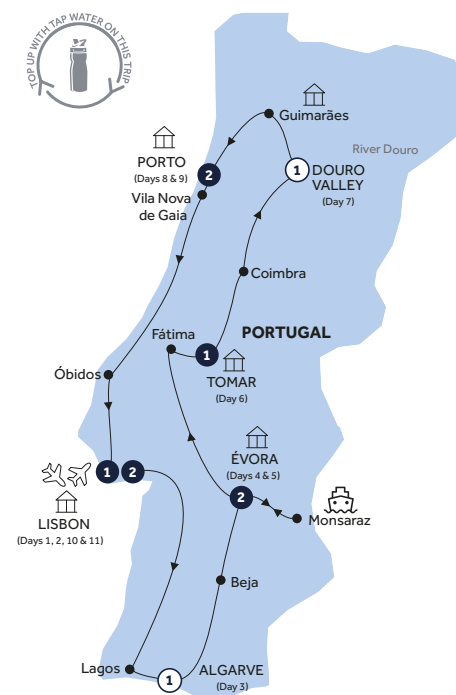 TOP UP WITH TAP WATER ON THIS TRIP
Guimarães
River Douro
PORTO
(Days 8 & 9)
2
1
DOURO
VALLEY
(Day 7)
Vila Nova
de Gaia
Coimbra
PORTUGAL
Fátima
1
TOMAR
(Day 6)
Óbidos
ÉVORA
(Days 4 & 5)
2
1
2
LISBON
(Days 1, 2, 10 & 11)
Monsaraz
Beja
Lagos
1
ALGARVE
(Day 3)